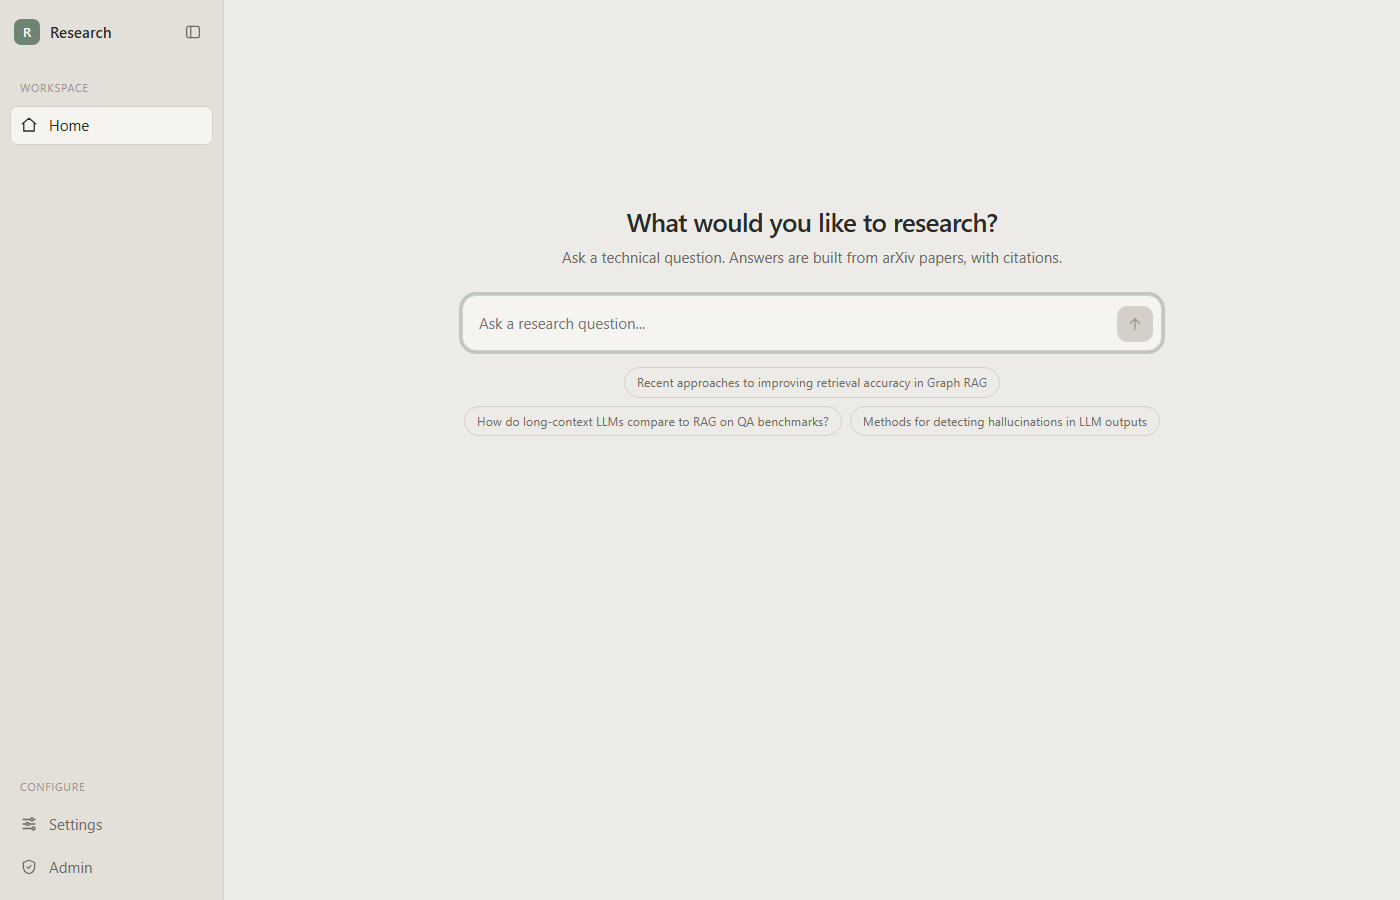 R Research
WORKSPACE
Home
What would you like to research?
Ask a technical question. Answers are built from arXiv papers, with citations.
Ask a research question...
Recent approaches to improving retrieval accuracy in Graph RAG
How do long-context LLMs compare to RAG on QA benchmarks?
Methods for detecting hallucinations in LLM outputs
CONFIGURE
Settings
Admin